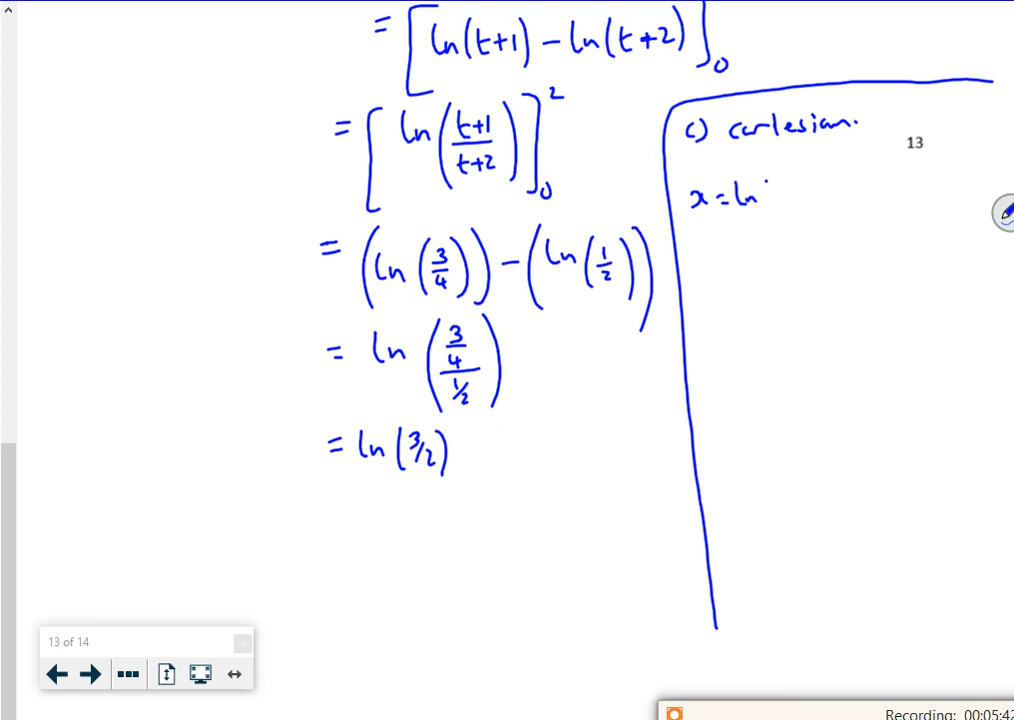 = [ln(t+1) - ln(t+2)]₀
= [ln((t+1)/(t+2))]₀²
= (ln(3/4)) - (ln(1/2))
= ln((3/4)/(1/2))
= ln(3/2)
c) cartesian.
13
x = ln
13 of 14
Recording: 00:05:42